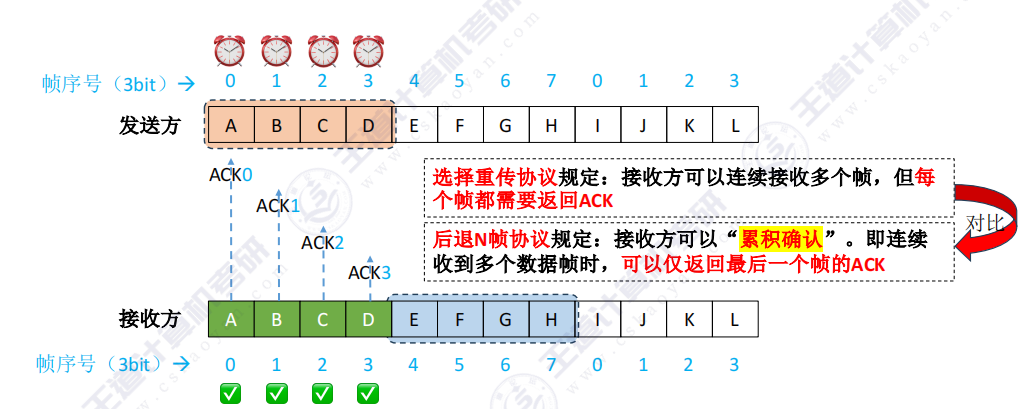 帧序号（3bit）→ 0 1 2 3 4 5 6 7 0 1 2 3
发送方 A B C D E F G H I J K L
ACK0
ACK1
ACK2
ACK3
选择重传协议规定：接收方可以连续接收多个帧，但每
个帧都需要返回ACK
对比
后退N帧协议规定：接收方可以“累积确认”。即连续
收到多个数据帧时，可以仅返回最后一个帧的ACK
接收方 A B C D E F G H I J K L
帧序号（3bit）→ 0 1 2 3 4 5 6 7 0 1 2 3
王道计算机考研
www.cskaoyan.com